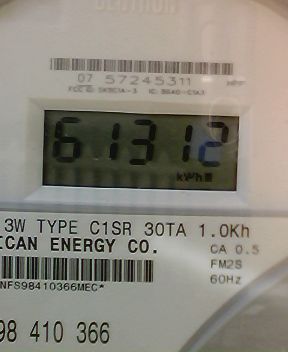 07 57245311
61312
kWh
3W TYPE C1SR 30TA 1.0Kh
ICAN ENERGY CO.
CA 0.5
FM2S
60Hz
NFS98410366MEC*
98 410 366